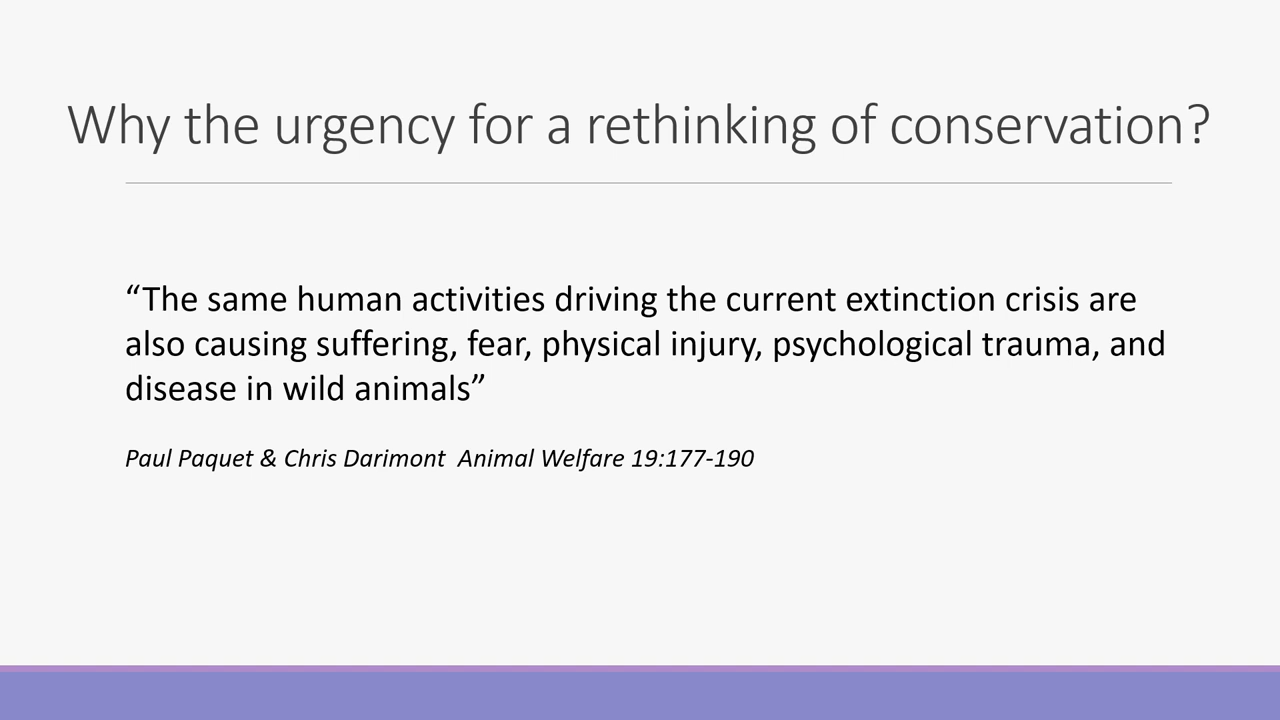 Why the urgency for a rethinking of conservation?
“The same human activities driving the current extinction crisis are
also causing suffering, fear, physical injury, psychological trauma, and
disease in wild animals”
Paul Paquet & Chris Darimont  Animal Welfare 19:177-190